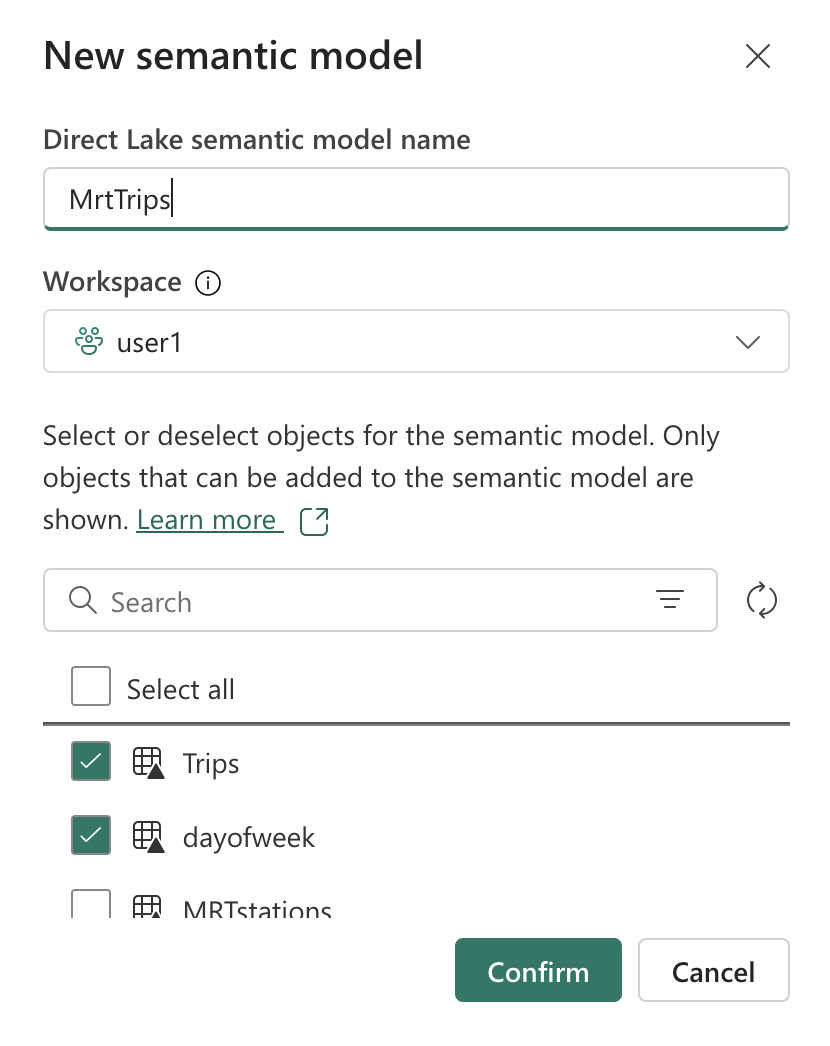 New semantic model
Direct Lake semantic model name
MrtTrips
Workspace
user1
Select or deselect objects for the semantic model. Only
objects that can be added to the semantic model are
shown. Learn more
Search
Select all
Trips
dayofweek
MRTstations
Confirm
Cancel